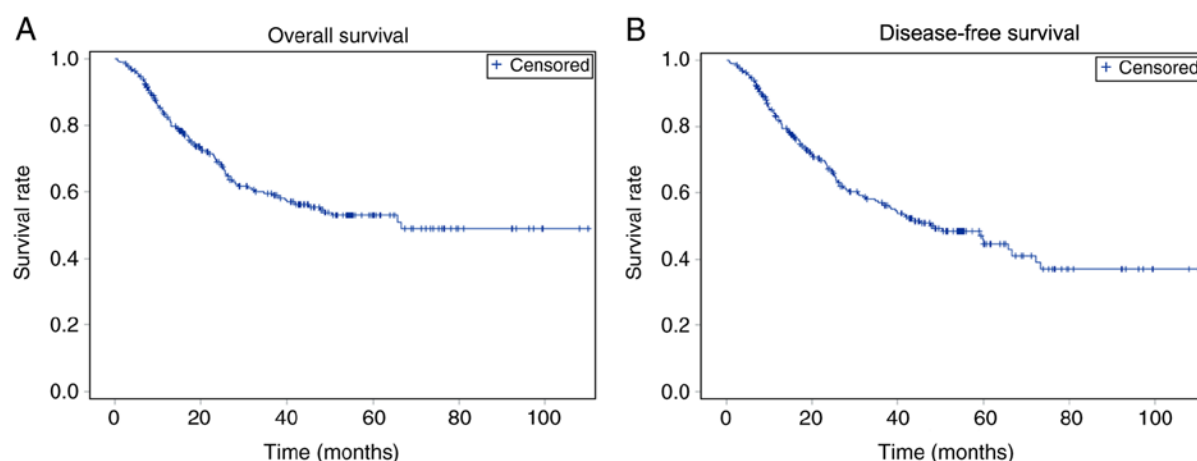 A
Overall survival
+ Censored
1.0
0.8
0.6
0.4
0.2
0.0
Survival rate
0 20 40 60 80 100
Time (months)
B
Disease-free survival
+ Censored
1.0
0.8
0.6
0.4
0.2
0.0
Survival rate
0 20 40 60 80 100
Time (months)